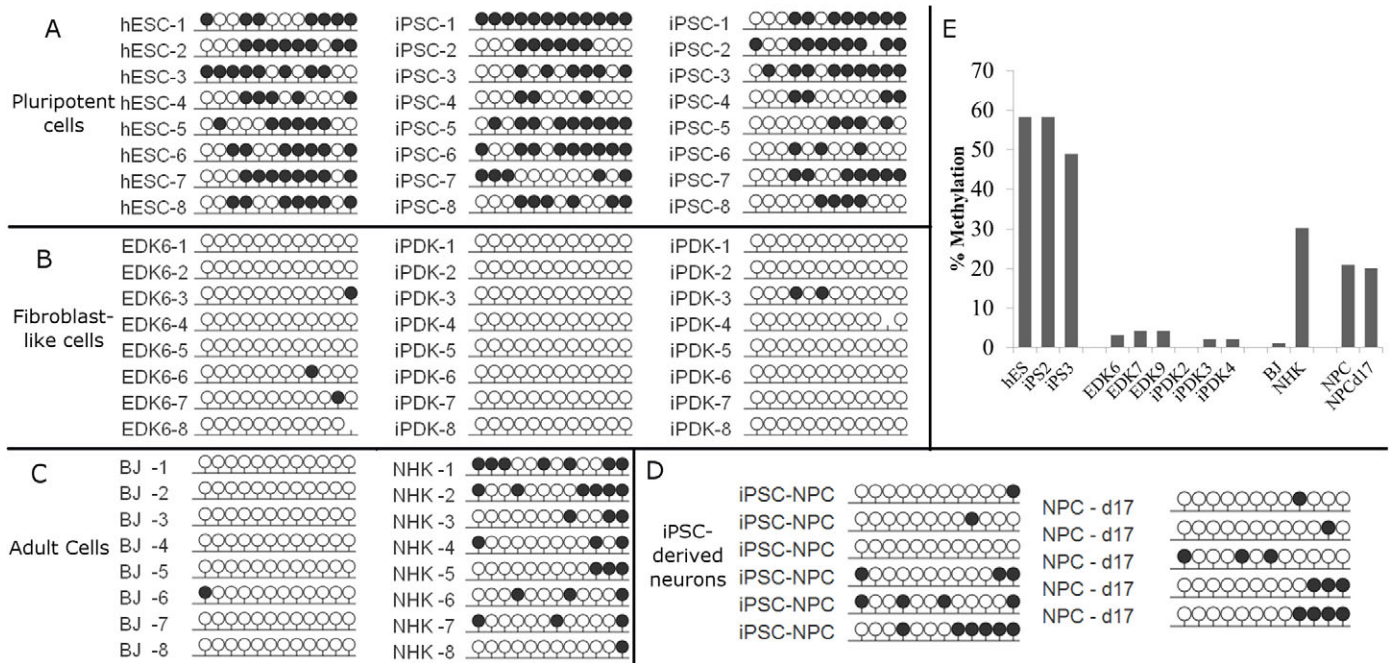 A
Pluripotent
cells
hESC-1
hESC-2
hESC-3
hESC-4
hESC-5
hESC-6
hESC-7
hESC-8
iPSC-1
iPSC-2
iPSC-3
iPSC-4
iPSC-5
iPSC-6
iPSC-7
iPSC-8
iPSC-1
iPSC-2
iPSC-3
iPSC-4
iPSC-5
iPSC-6
iPSC-7
iPSC-8
B
Fibroblast-
like cells
EDK6-1
EDK6-2
EDK6-3
EDK6-4
EDK6-5
EDK6-6
EDK6-7
EDK6-8
iPDK-1
iPDK-2
iPDK-3
iPDK-4
iPDK-5
iPDK-6
iPDK-7
iPDK-8
iPDK-1
iPDK-2
iPDK-3
iPDK-4
iPDK-5
iPDK-6
iPDK-7
iPDK-8
C
Adult Cells
BJ -1
BJ -2
BJ -3
BJ -4
BJ -5
BJ -6
BJ -7
BJ -8
NHK -1
NHK -2
NHK -3
NHK -4
NHK -5
NHK -6
NHK -7
NHK -8
D
iPSC-
derived
neurons
iPSC-NPC
iPSC-NPC
iPSC-NPC
iPSC-NPC
iPSC-NPC
iPSC-NPC
NPC - d17
NPC - d17
NPC - d17
NPC - d17
NPC - d17
E
% Methylation
70
60
50
40
30
20
10
0
hES
iPS2
iPS3
EDK6
EDK7
EDK9
iPDK2
iPDK3
iPDK4
BJ
NHK
NPC
NPCd17